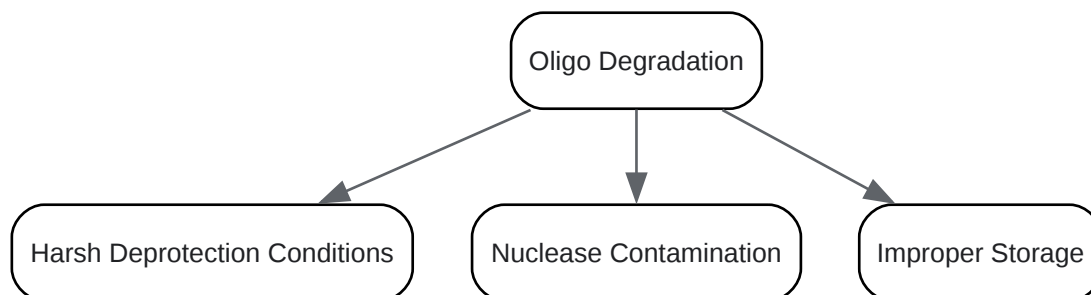 Oligo Degradation
Harsh Deprotection Conditions
Nuclease Contamination
Improper Storage